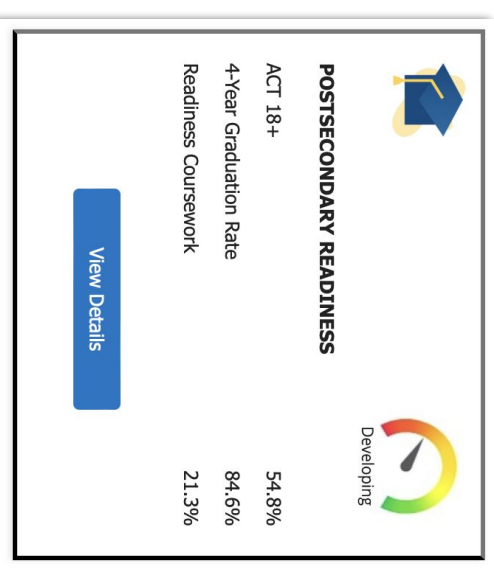 Developing
POSTSECONDARY READINESS
ACT 18+ 54.8%
4-Year Graduation Rate 84.6%
Readiness Coursework 21.3%
View Details